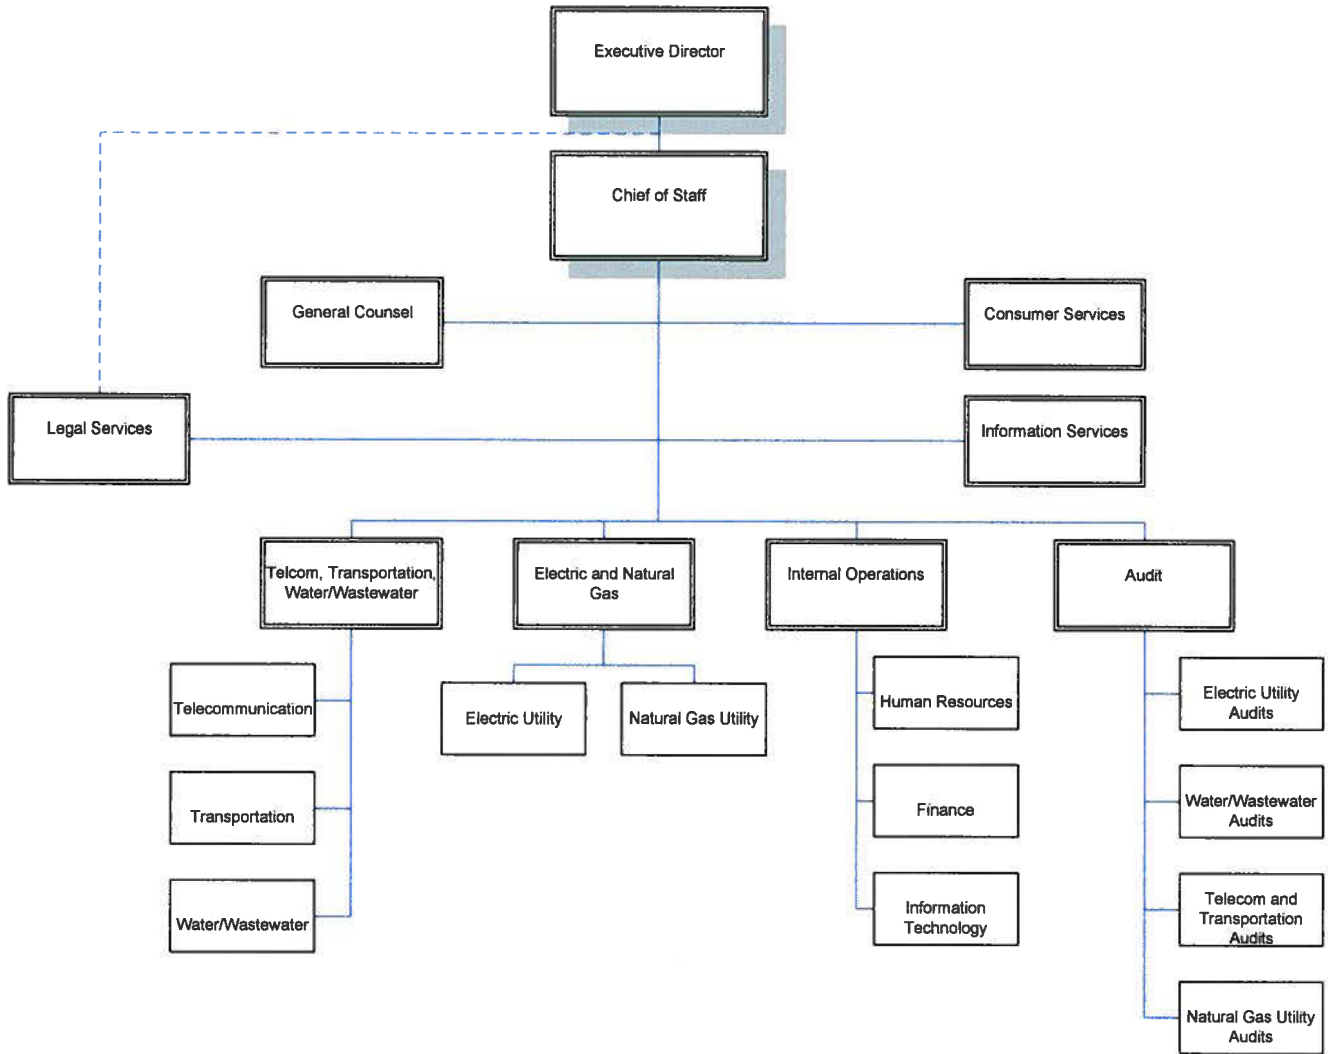 Executive Director
Chief of Staff
General Counsel
Consumer Services
Legal Services
Information Services
Telcom, Transportation,
Water/Wastewater
Electric and Natural
Gas
Internal Operations
Audit
Telecommunication
Transportation
Water/Wastewater
Electric Utility
Natural Gas Utility
Human Resources
Finance
Information
Technology
Electric Utility
Audits
Water/Wastewater
Audits
Telecom and
Transportation
Audits
Natural Gas Utility
Audits